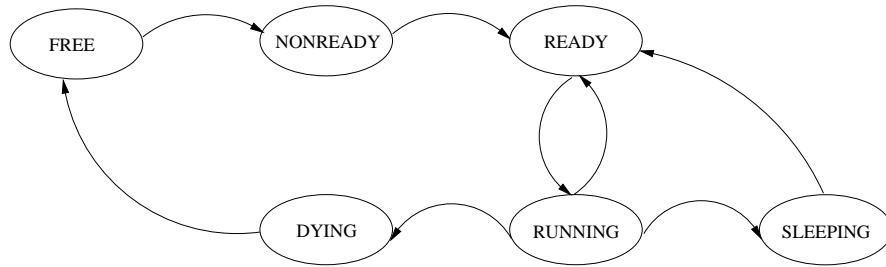 FREE
NONREADY
READY
DYING
RUNNING
SLEEPING